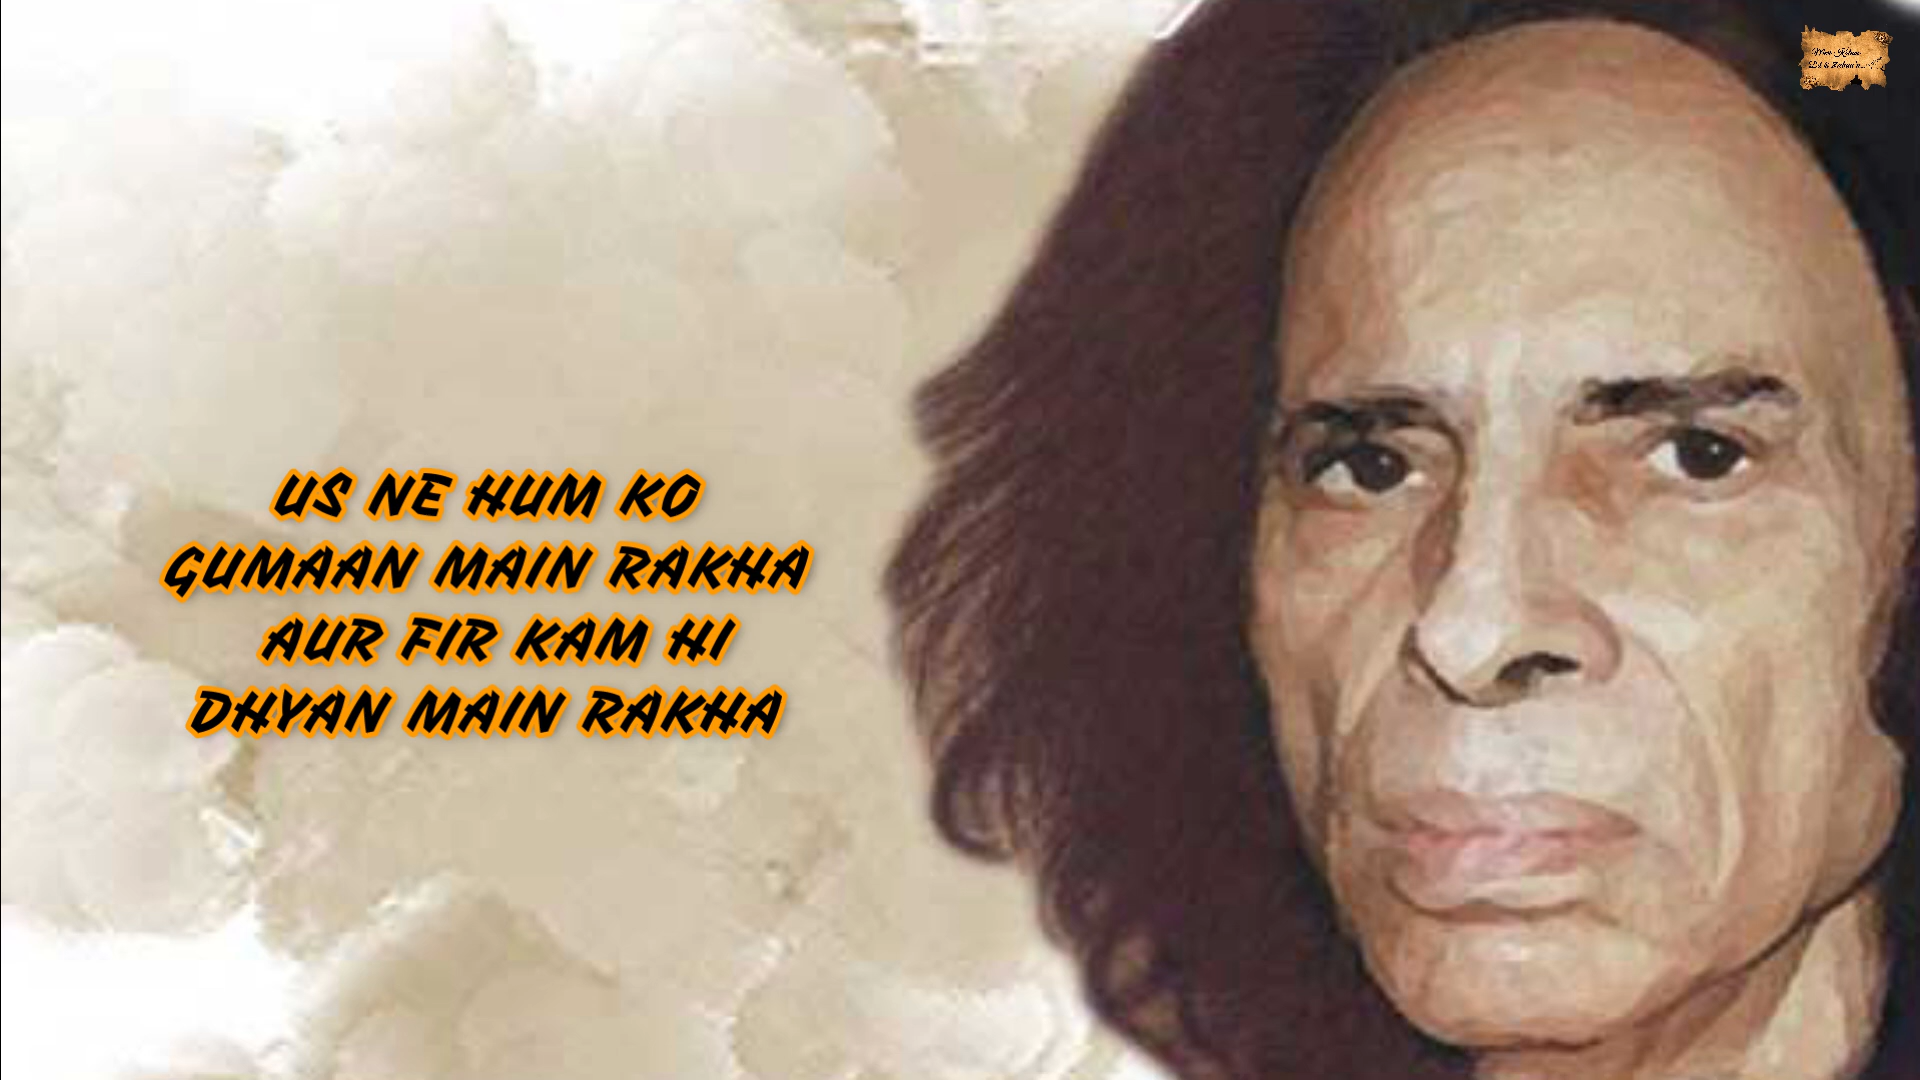 US NE HUM KO
GUMAAN MAIN RAKHA
AUR FIR KAM HI
DHYAN MAIN RAKHA